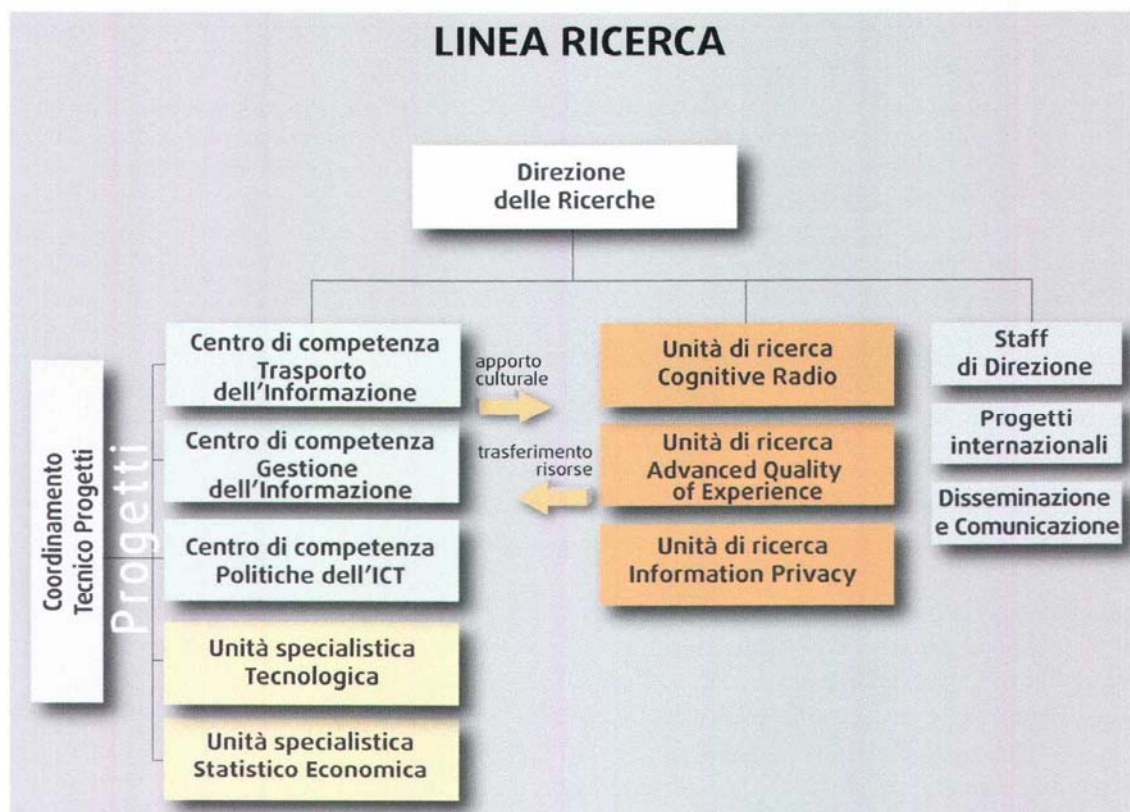 LINEA RICERCA
Direzione
delle Ricerche
Coordinamento
Tecnico Progetti
Progetti
Centro di competenza
Trasporto
dell'Informazione
Centro di competenza
Gestione
dell'Informazione
Centro di competenza
Politiche dell'ICT
Unità specialistica
Tecnologica
Unità specialistica
Statistico Economica
apporto
culturale
trasferimento
risorse
Unità di ricerca
Cognitive Radio
Unità di ricerca
Advanced Quality
of Experience
Unità di ricerca
Information Privacy
Staff
di Direzione
Progetti
internazionali
Disseminazione
e Comunicazione